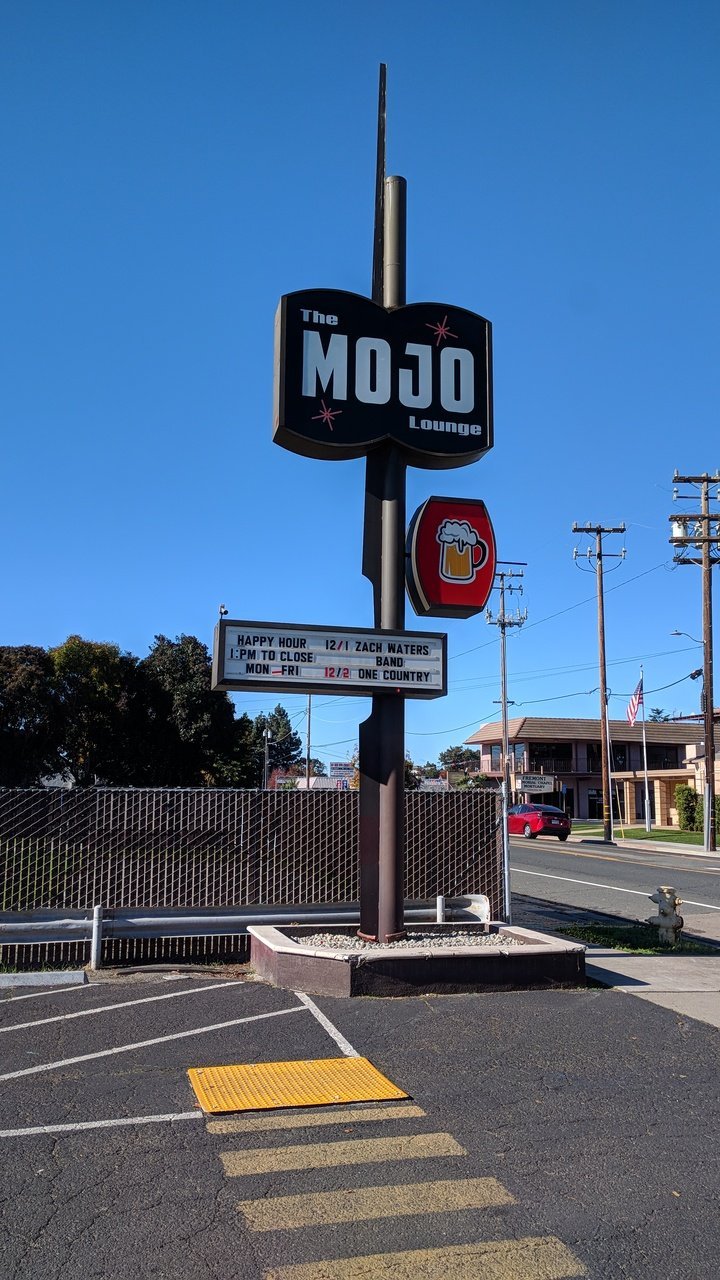 The
MOJO
Lounge
HAPPY HOUR 12/1 ZACH WATERS
1:PM TO CLOSE BAND
MON-FRI 12/2 ONE COUNTRY
FREMONT
MORTUARY